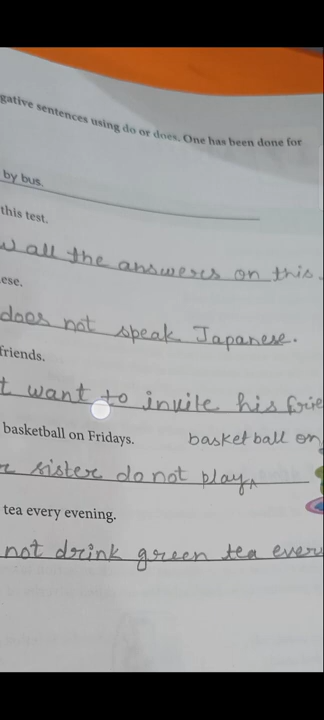 gative sentences using do or does. One has been done for
by bus.
this test.
w all the answeres on this
ese.
does not speak Japanese.
friends.
t want to invite his frie
basketball on Fridays.
basketball on
r sister do not play
tea every evening.
not drink green tea ever